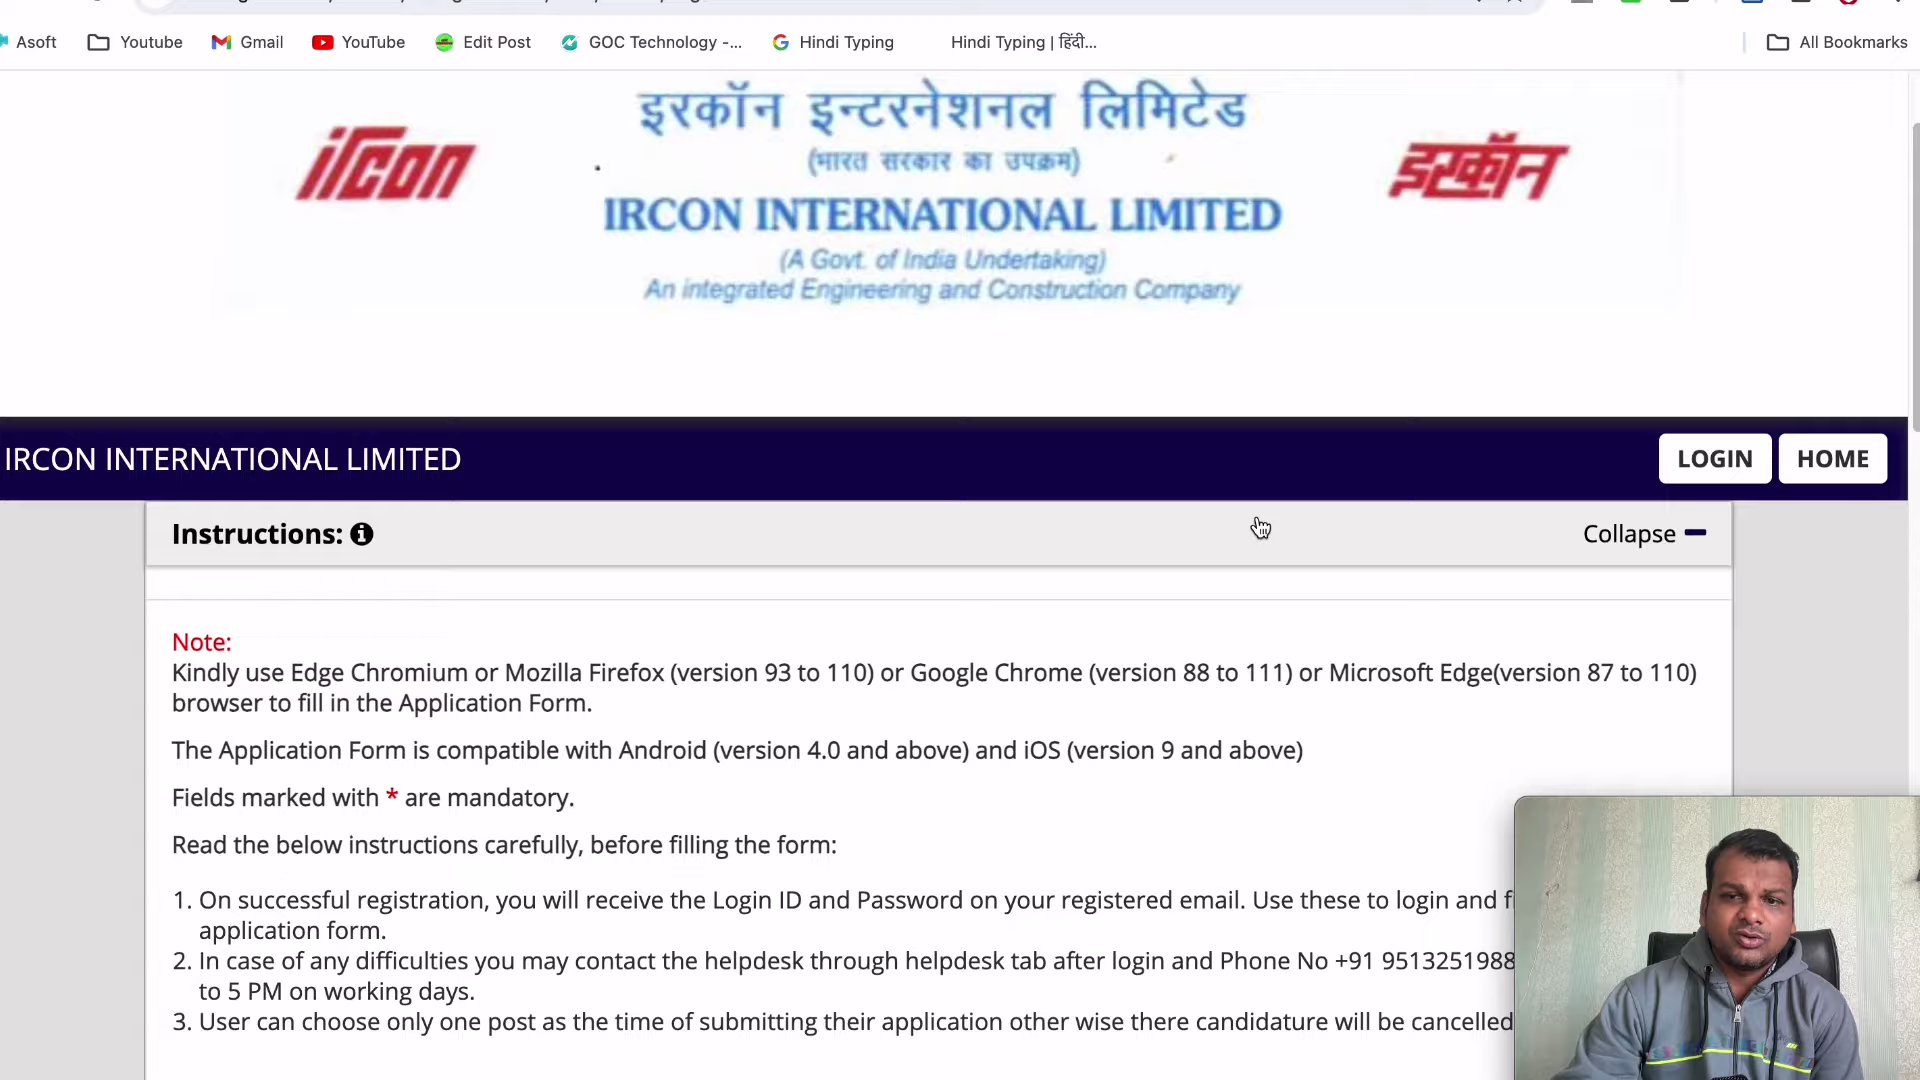 Asoft Youtube Gmail YouTube Edit Post GOC Technology -... Hindi Typing Hindi Typing | हिंदी... All Bookmarks
इरकॉन इन्टरनेशनल लिमिटेड
ircon (भारत सरकार का उपक्रम) इरकॉन
IRCON INTERNATIONAL LIMITED
(A Govt. of India Undertaking)
An integrated Engineering and Construction Company
IRCON INTERNATIONAL LIMITED LOGIN HOME
Instructions: Collapse
Note:
Kindly use Edge Chromium or Mozilla Firefox (version 93 to 110) or Google Chrome (version 88 to 111) or Microsoft Edge(version 87 to 110)
browser to fill in the Application Form.
The Application Form is compatible with Android (version 4.0 and above) and iOS (version 9 and above)
Fields marked with * are mandatory.
Read the below instructions carefully, before filling the form:
1. On successful registration, you will receive the Login ID and Password on your registered email. Use these to login and
application form.
2. In case of any difficulties you may contact the helpdesk through helpdesk tab after login and Phone No +91 9513251988
to 5 PM on working days.
3. User can choose only one post as the time of submitting their application other wise there candidature will be cancelled